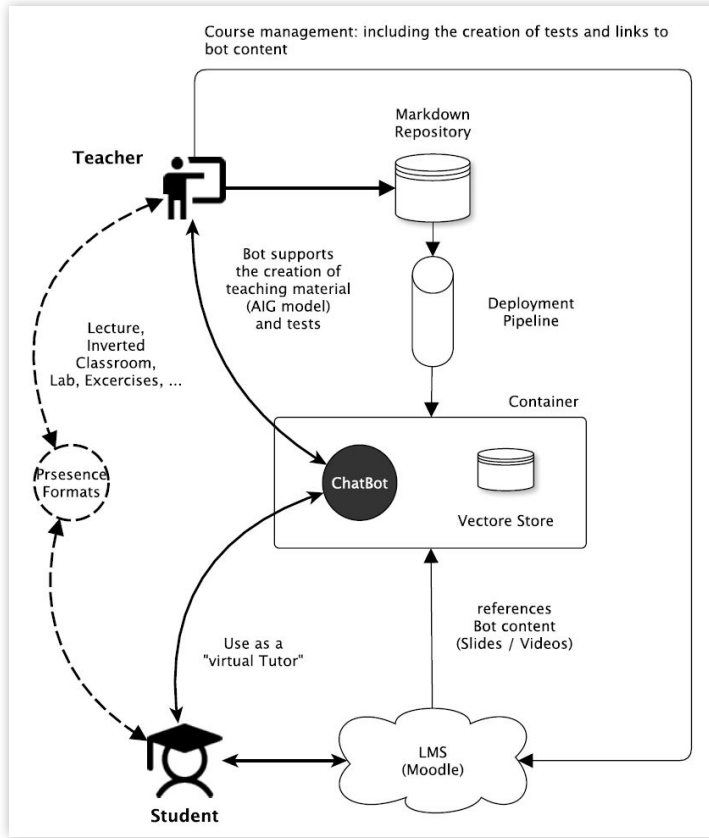 Course management: including the creation of tests and links to
bot content
Markdown
Repository
Teacher
Bot supports
the creation of
teaching material
(AIG model)
and tests
Deployment
Pipeline
Lecture,
Inverted
Classroom,
Lab, Excercises, ...
Container
Prsesence
Formats
ChatBot
Vectore Store
references
Bot content
(Slides / Videos)
Use as a
"virtual Tutor"
LMS
(Moodle)
Student